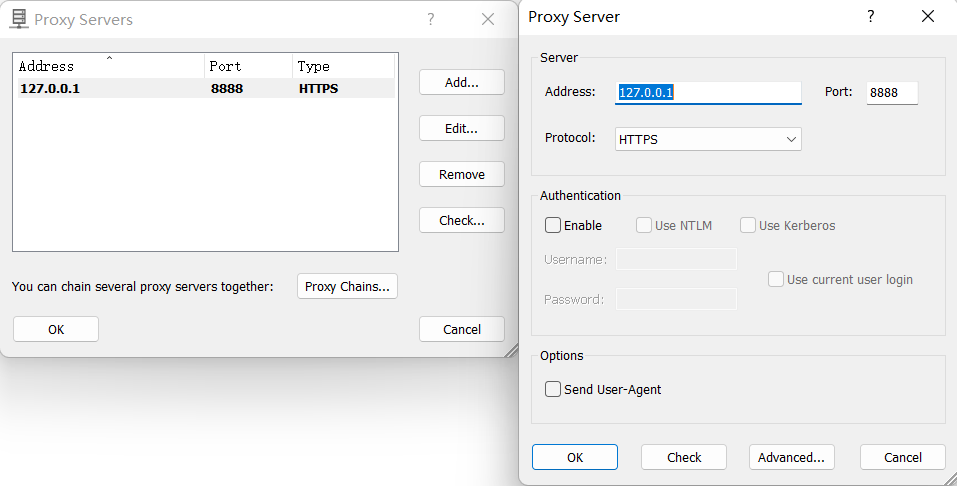 Proxy Servers
?
Address Port Type
127.0.0.1 8888 HTTPS
Add...
Edit...
Remove
Check...
You can chain several proxy servers together:
Proxy Chains...
OK
Cancel
Proxy Server
?
Server
Address: 127.0.0.1 Port: 8888
Protocol: HTTPS
Authentication
Enable Use NTLM Use Kerberos
Username:
Use current user login
Password:
Options
Send User-Agent
OK Check Advanced... Cancel